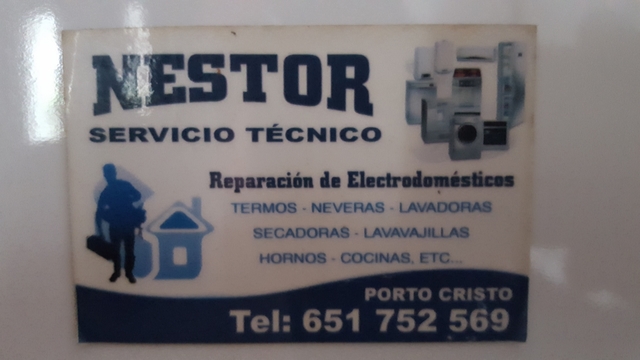 NESTOR
SERVICIO TÉCNICO
Reparación de Electrodomésticos
TERMOS - NEVERAS - LAVADORAS
SECADORAS - LAVAVAJILLAS
HORNOS - COCINAS, ETC...
PORTO CRISTO
Tel: 651 752 569